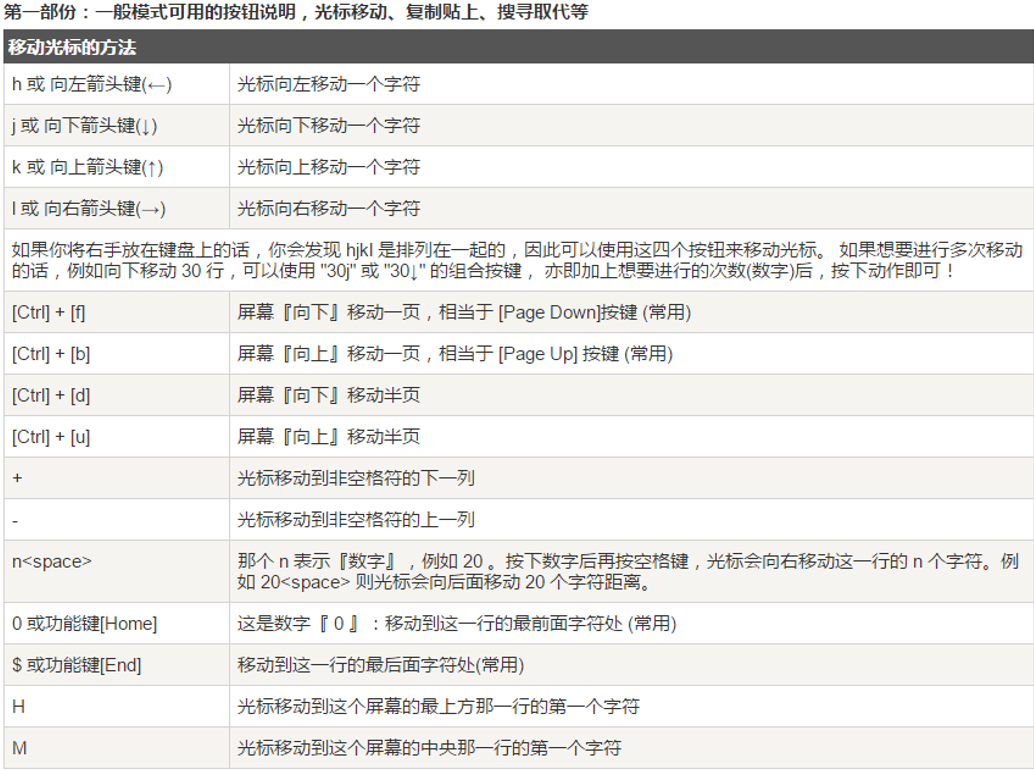 第一部份：一般模式可用的按钮说明，光标移动、复制贴上、搜寻取代等
移动光标的方法
h 或 向左箭头键(←) 光标向左移动一个字符
j 或 向下箭头键(↓) 光标向下移动一个字符
k 或 向上箭头键(↑) 光标向上移动一个字符
l 或 向右箭头键(→) 光标向右移动一个字符
如果你将右手放在键盘上的话，你会发现 hjkl 是排列在一起的，因此可以使用这四个按钮来移动光标。 如果想要进行多次移动
的话，例如向下移动 30 行，可以使用 "30j" 或 "30↓" 的组合按键， 亦即加上想要进行的次数(数字)后，按下动作即可！
[Ctrl] + [f] 屏幕『向下』移动一页，相当于 [Page Down]按键 (常用)
[Ctrl] + [b] 屏幕『向上』移动一页，相当于 [Page Up] 按键 (常用)
[Ctrl] + [d] 屏幕『向下』移动半页
[Ctrl] + [u] 屏幕『向上』移动半页
+ 光标移动到非空格符的下一列
- 光标移动到非空格符的上一列
n<space> 那个 n 表示『数字』，例如 20 。按下数字后再按空格键，光标会向右移动这一行的 n 个字符。例
如 20<space> 则光标会向后面移动 20 个字符距离。
0 或功能键[Home] 这是数字『 0 』：移动到这一行的最前面字符处 (常用)
$ 或功能键[End] 移动到这一行的最后面字符处(常用)
H 光标移动到这个屏幕的最上方那一行的第一个字符
M 光标移动到这个屏幕的中央那一行的第一个字符